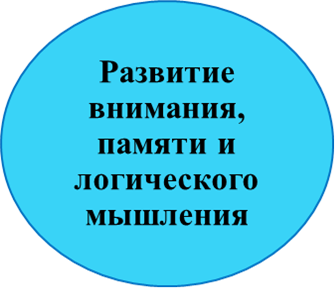 Развитие
внимания,
памяти и
логического
мышления